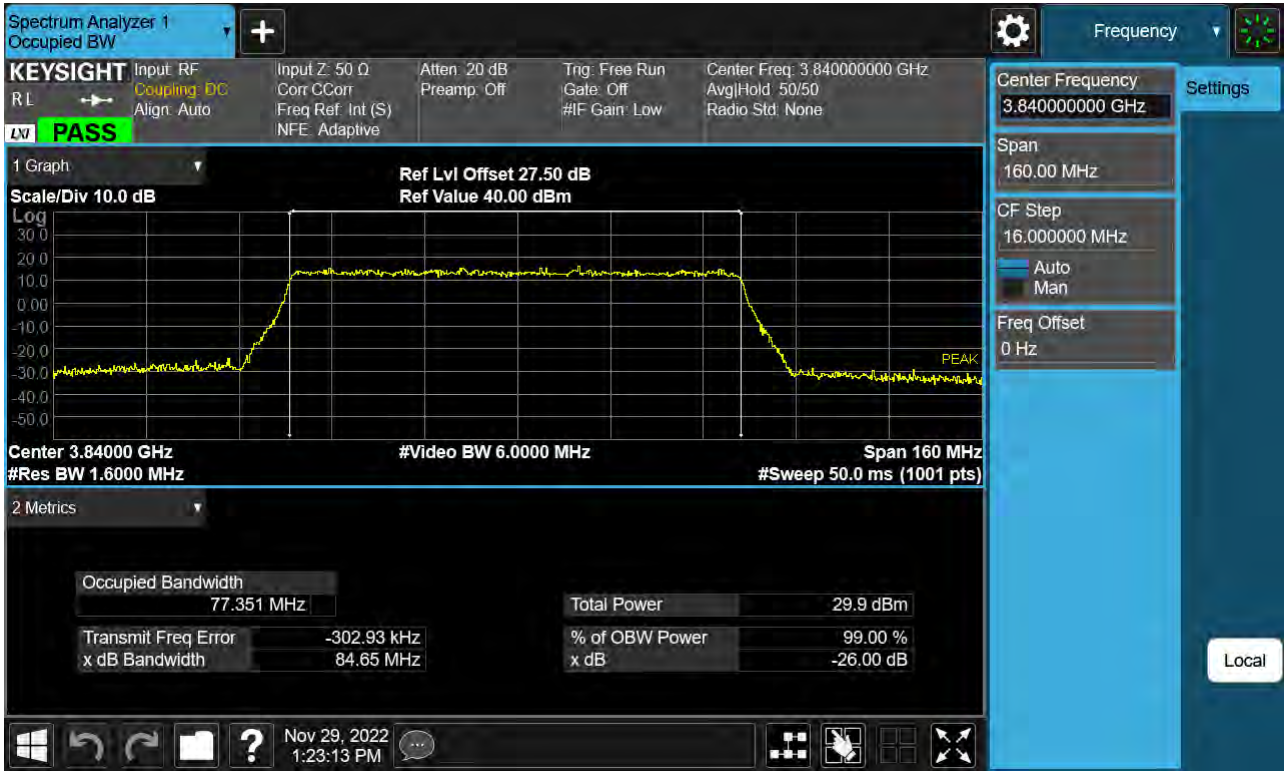 Spectrum Analyzer 1
Occupied BW
Frequency
KEYSIGHT
RL
LXI PASS
Input: RF
Coupling: DC
Align: Auto
Input Z: 50 Ω
Corr CCorr
Freq Ref: Int (S)
NFE: Adaptive
Atten: 20 dB
Preamp: Off
Trig: Free Run
Gate: Off
#IF Gain: Low
Center Freq: 3.840000000 GHz
Avg|Hold: 50/50
Radio Std: None
1 Graph
Scale/Div 10.0 dB
Ref Lvl Offset 27.50 dB
Ref Value 40.00 dBm
Log
30.0
20.0
10.0
0.00
-10.0
-20.0
-30.0
-40.0
-50.0
PEAK
Center 3.84000 GHz
#Video BW 6.0000 MHz
Span 160 MHz
#Res BW 1.6000 MHz
#Sweep 50.0 ms (1001 pts)
2 Metrics
Occupied Bandwidth
77.351 MHz
Total Power 29.9 dBm
Transmit Freq Error -302.93 kHz
% of OBW Power 99.00 %
x dB Bandwidth 84.65 MHz
x dB -26.00 dB
Center Frequency
3.840000000 GHz
Settings
Span
160.00 MHz
CF Step
16.000000 MHz
Auto
Man
Freq Offset
0 Hz
Local
?
Nov 29, 2022
1:23:13 PM